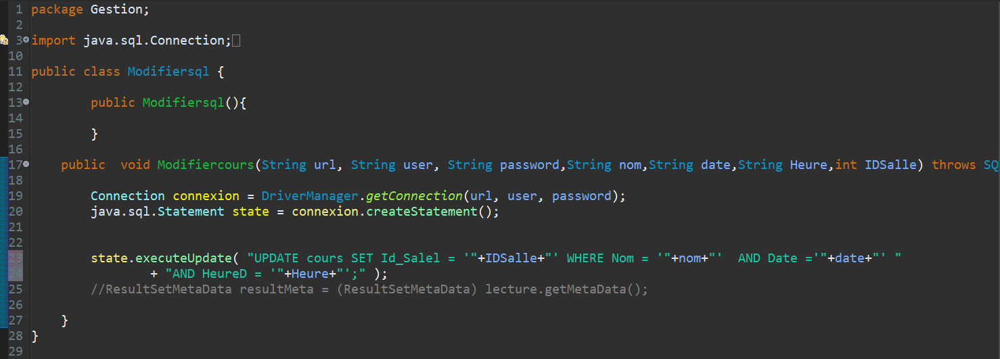 1 package Gestion;
2
3 import java.sql.Connection;
10
11 public class Modifiersql {
12
13 public Modifiersql(){
14
15 }
16
17 public  void Modifiercours(String url, String user, String password,String nom,String date,String Heure,int IDSalle) throws SQ
18
19 Connection connexion = DriverManager.getConnection(url, user, password);
20 java.sql.Statement state = connexion.createStatement();
21
22
23 state.executeUpdate( "UPDATE cours SET Id_Salel = '"+IDSalle+"' WHERE Nom = '"+nom+"'  AND Date ='"+date+"' "
24 + "AND HeureD = '"+Heure+"';" );
25 //ResultSetMetaData resultMeta = (ResultSetMetaData) lecture.getMetaData();
26
27 }
28 }
29